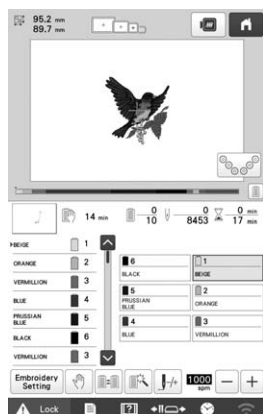 95.2 mm
89.7 mm
14 min
0
10
0
8453
0
17 min
BEIGE 1
ORANGE 2
VERMILLION 3
BLUE 4
PRUSSIAN
BLUE 5
BLACK 6
VERMILLION 3
6
BLACK
1
BEIGE
5
PRUSSIAN
BLUE
2
ORANGE
4
BLUE
3
VERMILLION
Embroidery
Setting
1000
spm
- +
Lock
?